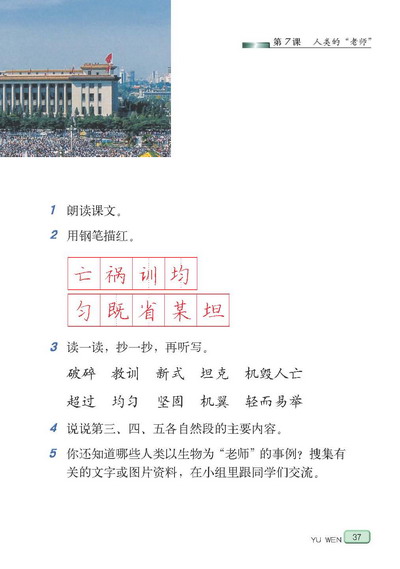 第7课 人类的“老师”
1 朗读课文。
2 用钢笔描红。
亡祸训均
匀既省某坦
3 读一读，抄一抄，再听写。
破碎 教训 新式 坦克 机毁人亡
超过 均匀 坚固 机翼 轻而易举
4 说说第三、四、五各自然段的主要内容。
5 你还知道哪些人类以生物为“老师”的事例？搜集有
关的文字或图片资料，在小组里跟同学们交流。
YU WEN 37